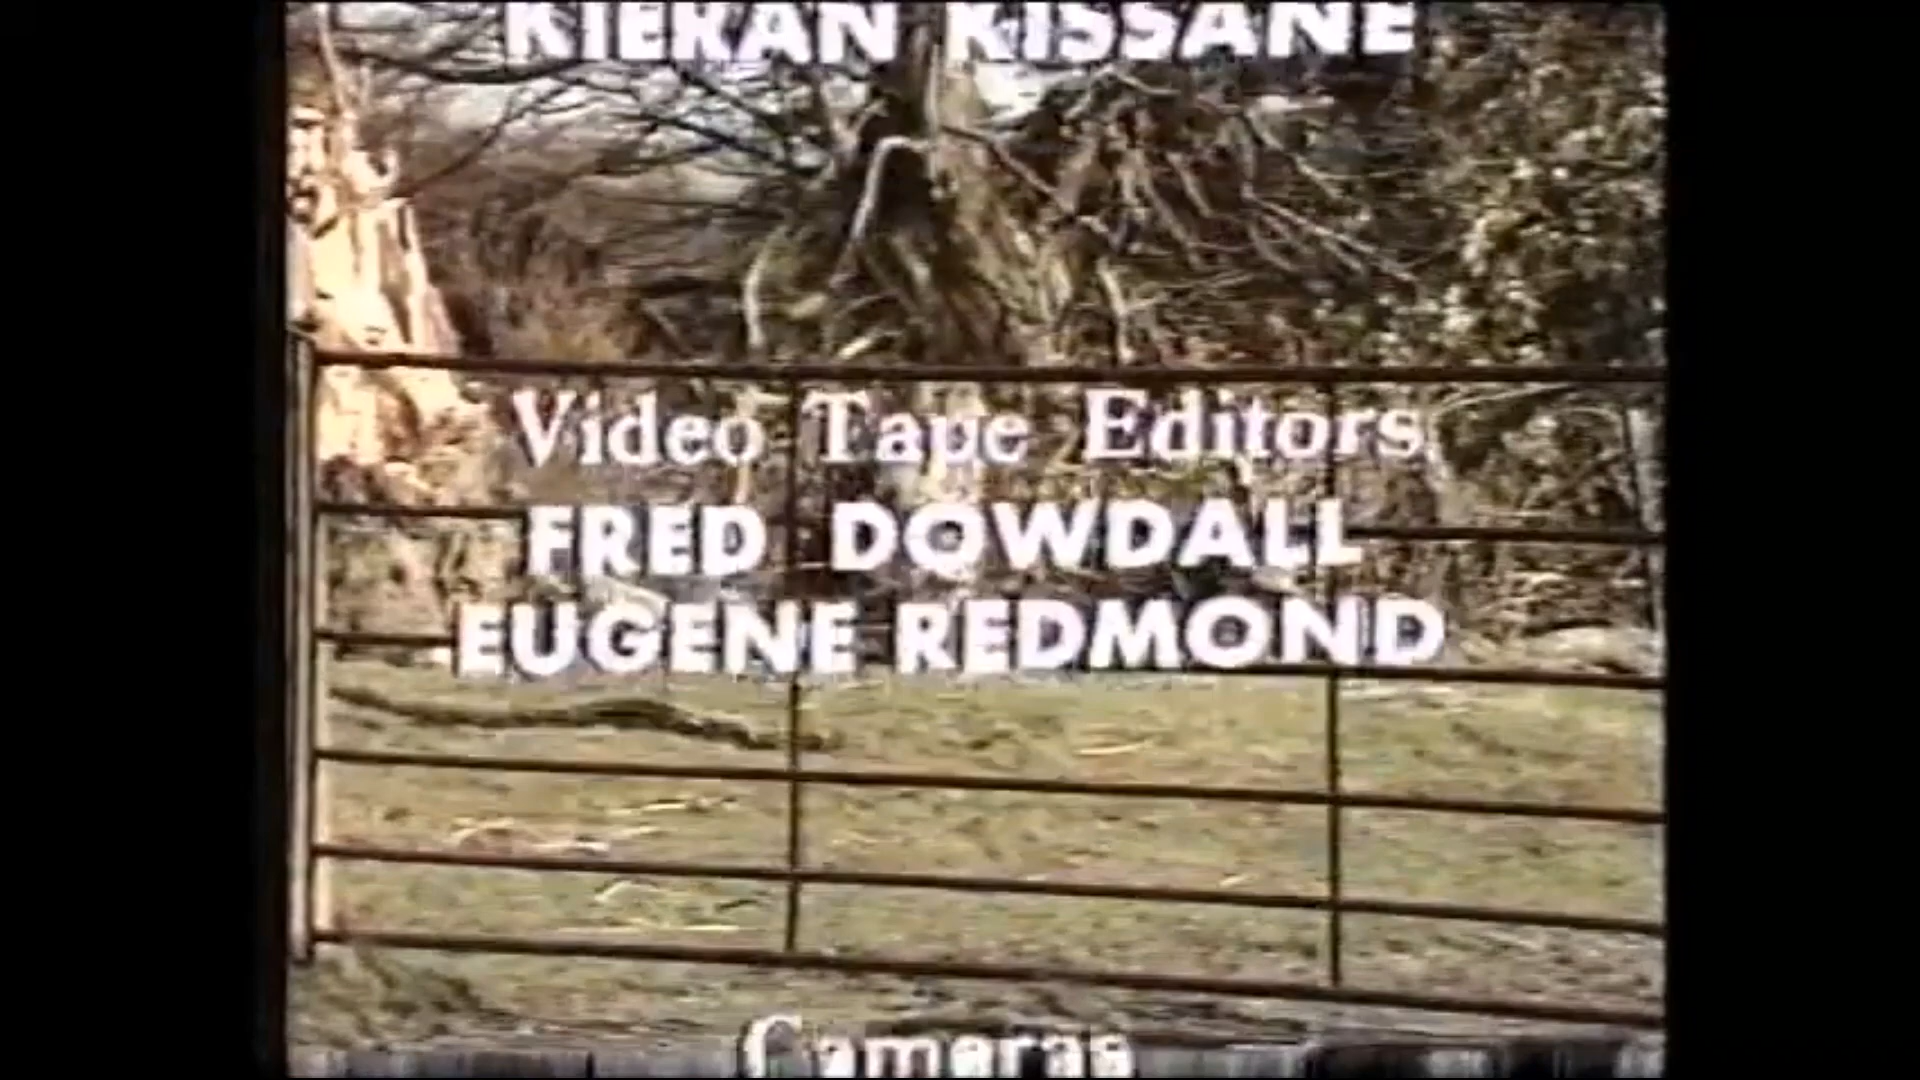 KIERAN KISSANE
Video Tape Editors
FRED DOWDALL
EUGENE REDMOND
Cameras